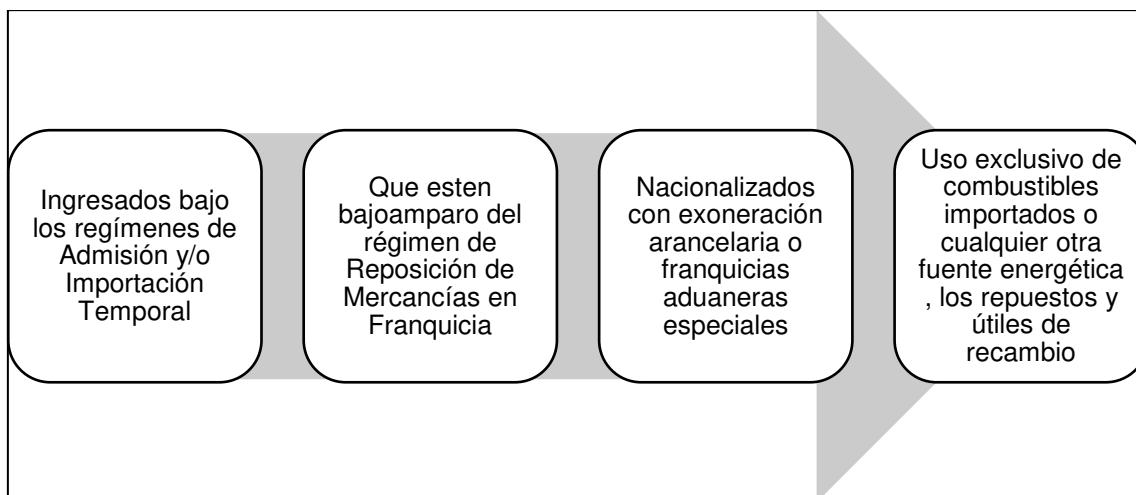 Ingresados bajo
los regímenes de
Admisión y/o
Importación
Temporal
Que esten
bajoamparo del
régimen de
Reposición de
Mercancías en
Franquicia
Nacionalizados
con exoneración
arancelaria o
franquicias
aduaneras
especiales
Uso exclusivo de
combustibles
importados o
cualquier otra
fuente energética
, los repuestos y
útiles de
recambio